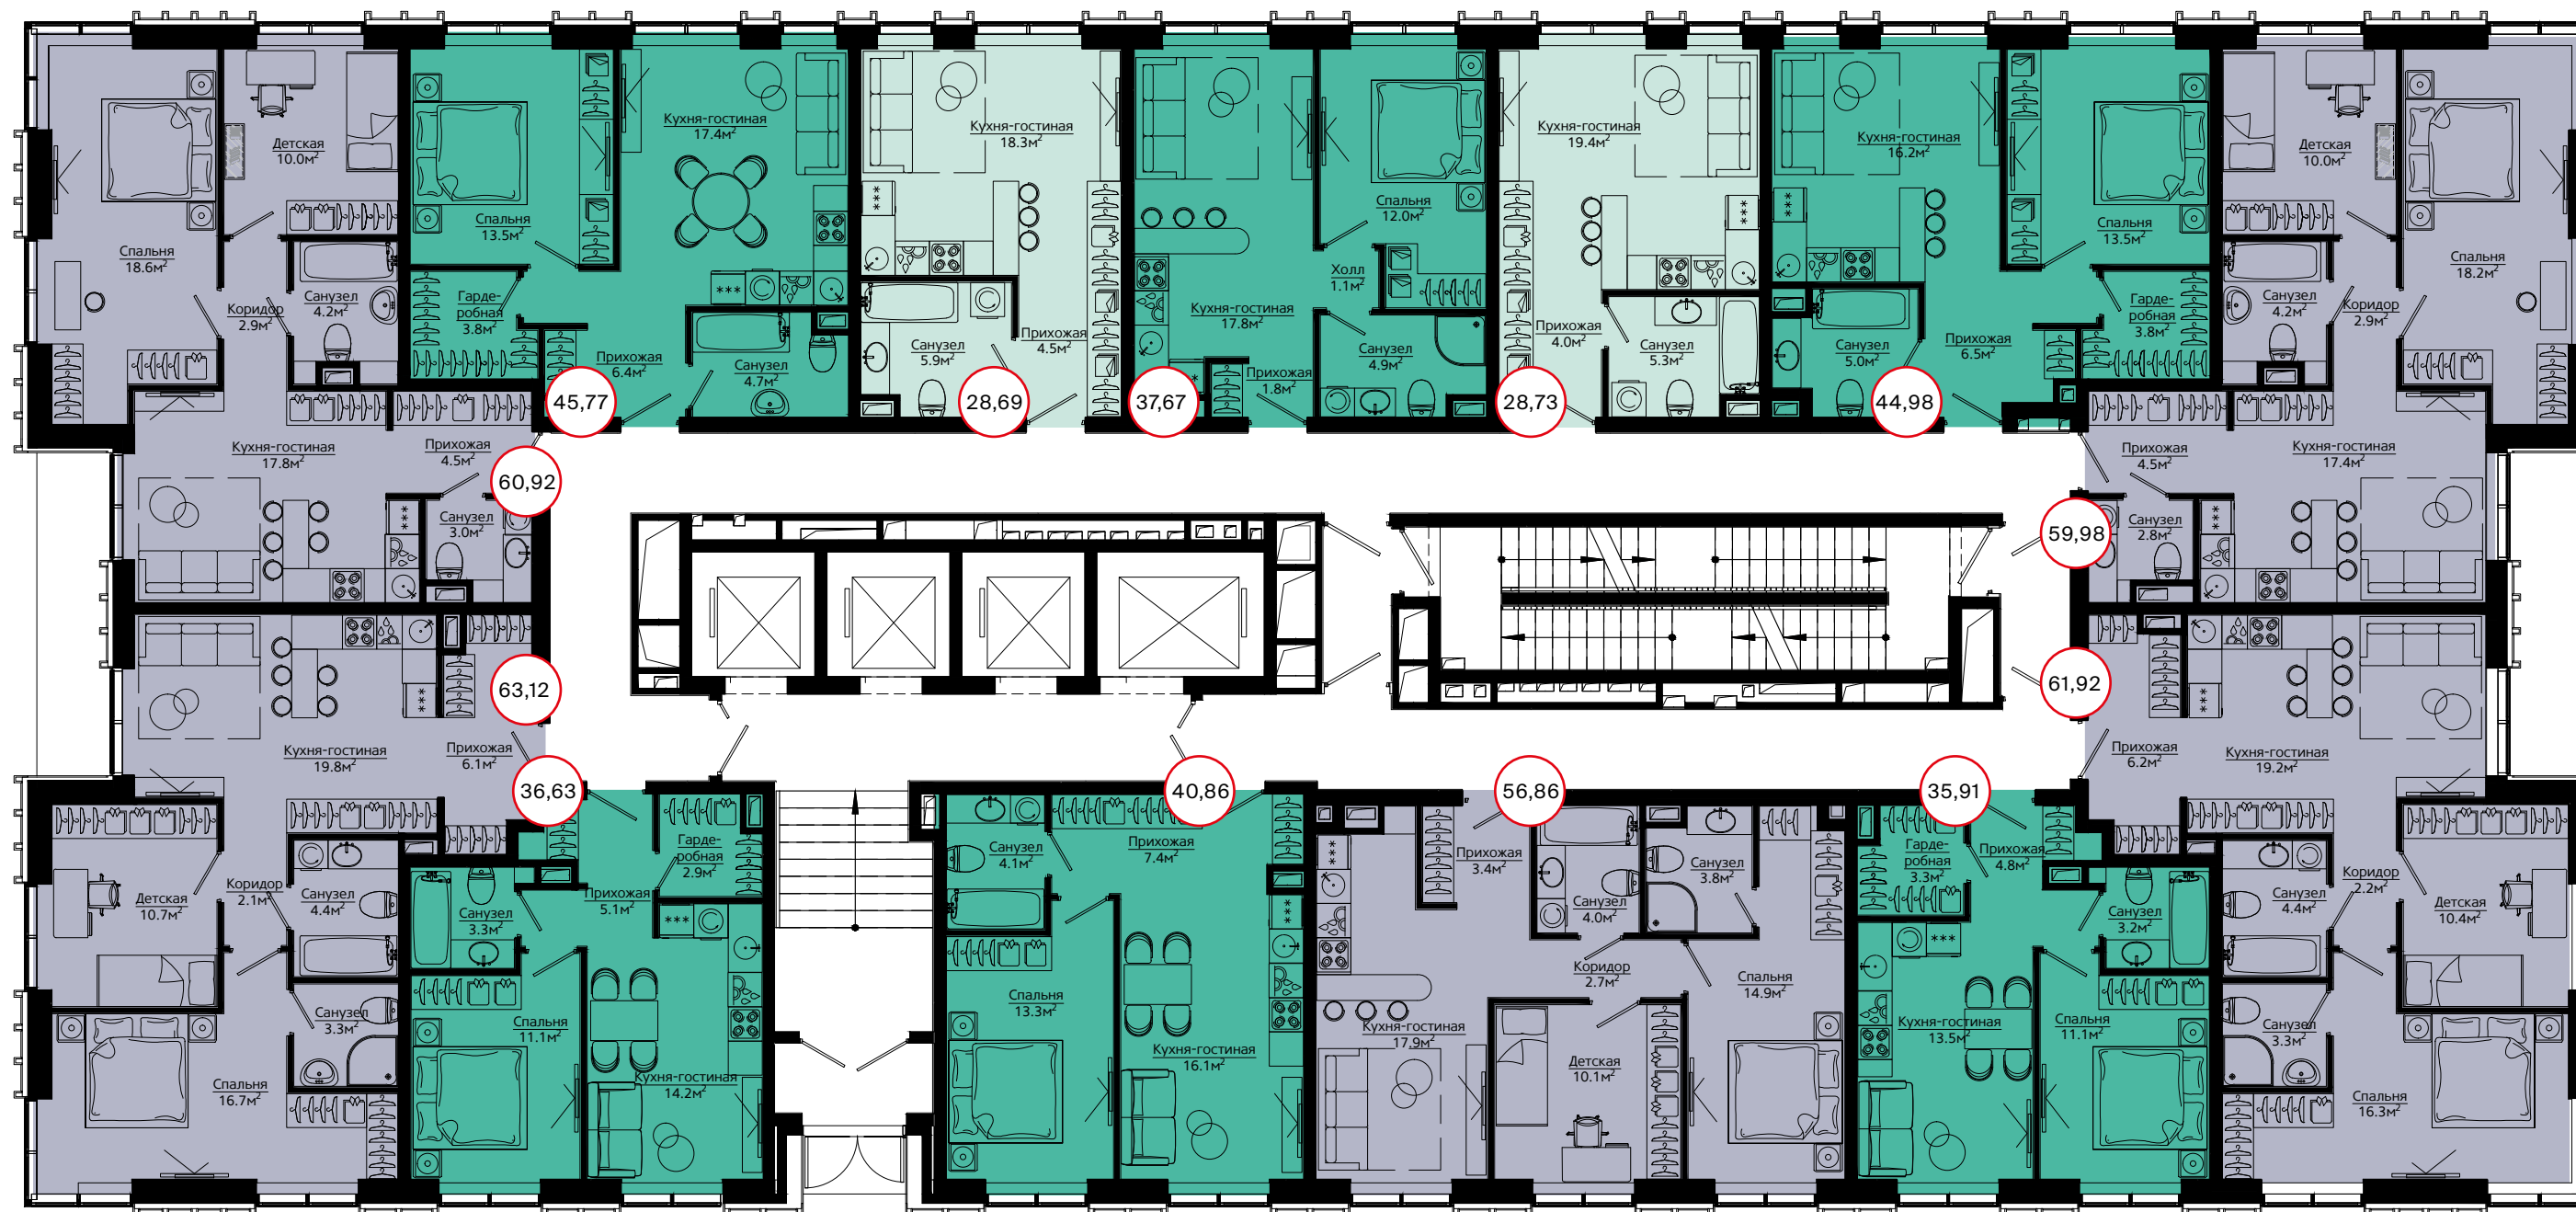 Спальня
18.6м²
Детская
10.0м²
Санузел
4.2м²
Коридор
2.9м²
Кухня-гостиная
17.8м²
Прихожая
4.5м²
Санузел
3.0м²
60,92
Спальня
13.5м²
Гарде-
робная
3.8м²
Кухня-гостиная
17.4м²
Прихожая
6.4м²
Санузел
4.7м²
45,77
Кухня-гостиная
18.3м²
Санузел
5.9м²
Прихожая
4.5м²
28,69
Кухня-гостиная
17.8м²
Спальня
12.0м²
Холл
1.1м²
Санузел
4.9м²
Прихожая
1.8м²
37,67
Кухня-гостиная
19.4м²
Прихожая
4.0м²
Санузел
5.3м²
28,73
Кухня-гостиная
16.2м²
Спальня
13.5м²
Гарде-
робная
3.8м²
Санузел
5.0м²
Прихожая
6.5м²
44,98
Детская
10.0м²
Спальня
18.2м²
Санузел
4.2м²
Коридор
2.9м²
Прихожая
4.5м²
Кухня-гостиная
17.4м²
Санузел
2.8м²
59,98
63,12
Кухня-гостиная
19.8м²
Прихожая
6.1м²
Детская
10.7м²
Коридор
2.1м²
Санузел
4.4м²
Санузел
3.3м²
Спальня
16.7м²
36,63
Гарде-
робная
2.9м²
Прихожая
5.1м²
Санузел
3.3м²
Спальня
11.1м²
Кухня-гостиная
14.2м²
40,86
Санузел
4.1м²
Прихожая
7.4м²
Спальня
13.3м²
Кухня-гостиная
16.1м²
56,86
Прихожая
3.4м²
Санузел
4.0м²
Санузел
3.8м²
Коридор
2.7м²
Спальня
14.9м²
Кухня-гостиная
17.9м²
Детская
10.1м²
35,91
Гарде-
робная
3.3м²
Прихожая
4.8м²
Санузел
3.2м²
Кухня-гостиная
13.5м²
Спальня
11.1м²
61,92
Прихожая
6.2м²
Кухня-гостиная
19.2м²
Коридор
2.2м²
Санузел
4.4м²
Детская
10.4м²
Санузел
3.3м²
Спальня
16.3м²